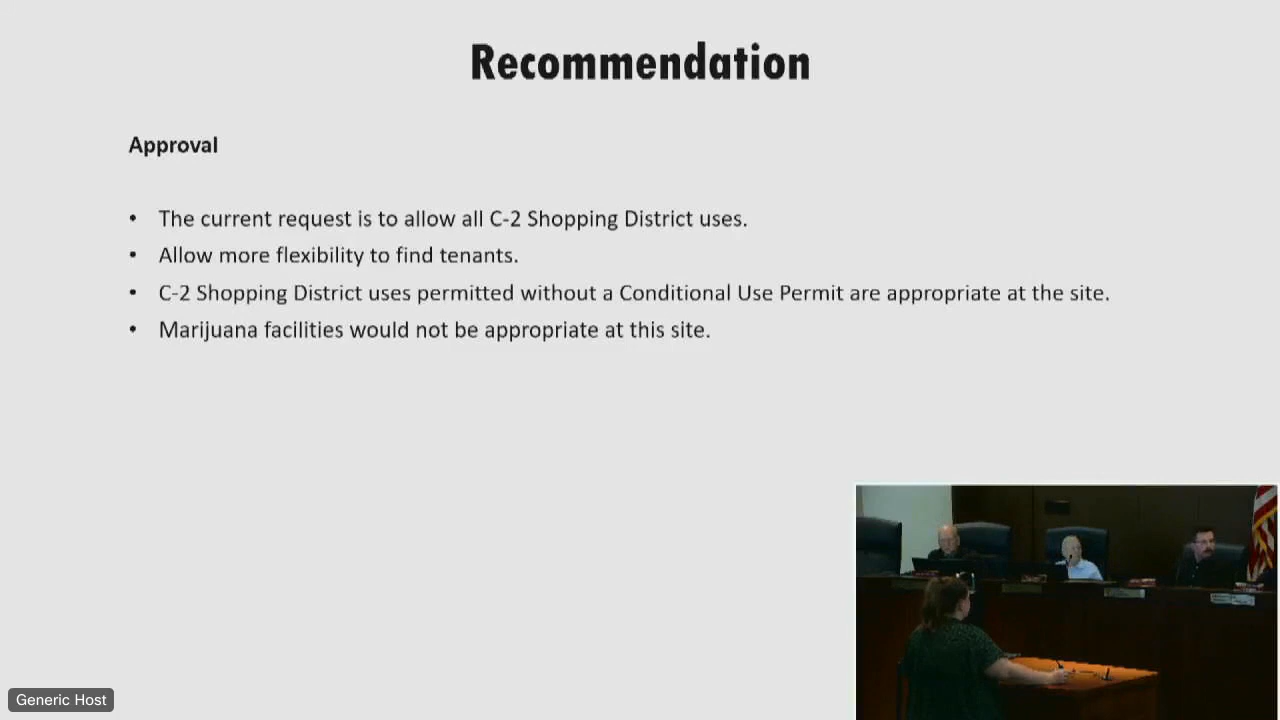 Recommendation
Approval
• The current request is to allow all C-2 Shopping District uses.
• Allow more flexibility to find tenants.
• C-2 Shopping District uses permitted without a Conditional Use Permit are appropriate at the site.
• Marijuana facilities would not be appropriate at this site.
Generic Host